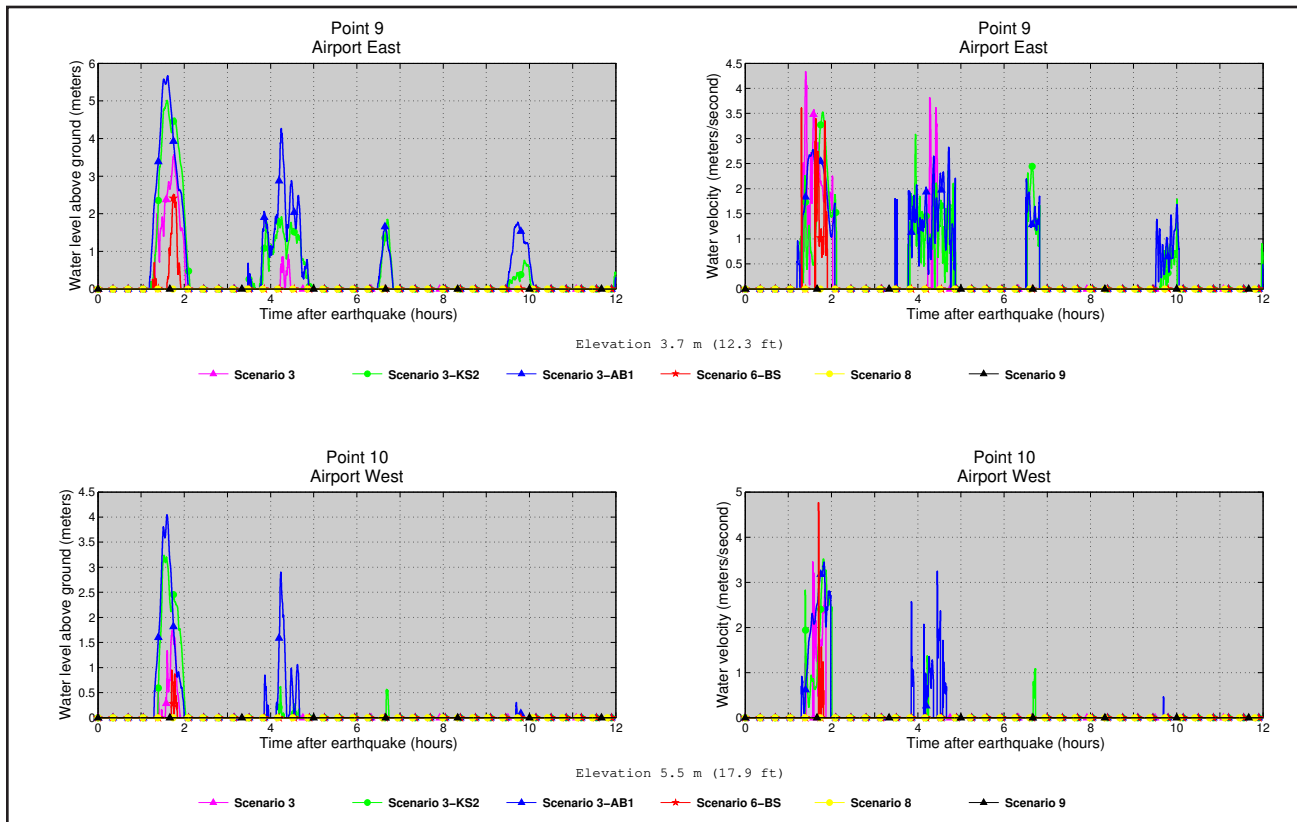 Point 9
Airport East
Water level above ground (meters)
6
5
4
3
2
1
0
0 2 4 6 8 10 12
Time after earthquake (hours)
Point 9
Airport East
Water velocity (meters/second)
4.5
4
3.5
3
2.5
2
1.5
1
0.5
0
0 2 4 6 8 10 12
Time after earthquake (hours)
Elevation 3.7 m (12.3 ft)
Scenario 3 Scenario 3−KS2 Scenario 3−AB1 Scenario 6−BS Scenario 8 Scenario 9
Point 10
Airport West
Water level above ground (meters)
4.5
4
3.5
3
2.5
2
1.5
1
0.5
0
0 2 4 6 8 10 12
Time after earthquake (hours)
Point 10
Airport West
Water velocity (meters/second)
5
4
3
2
1
0
0 2 4 6 8 10 12
Time after earthquake (hours)
Elevation 5.5 m (17.9 ft)
Scenario 3 Scenario 3−KS2 Scenario 3−AB1 Scenario 6−BS Scenario 8 Scenario 9